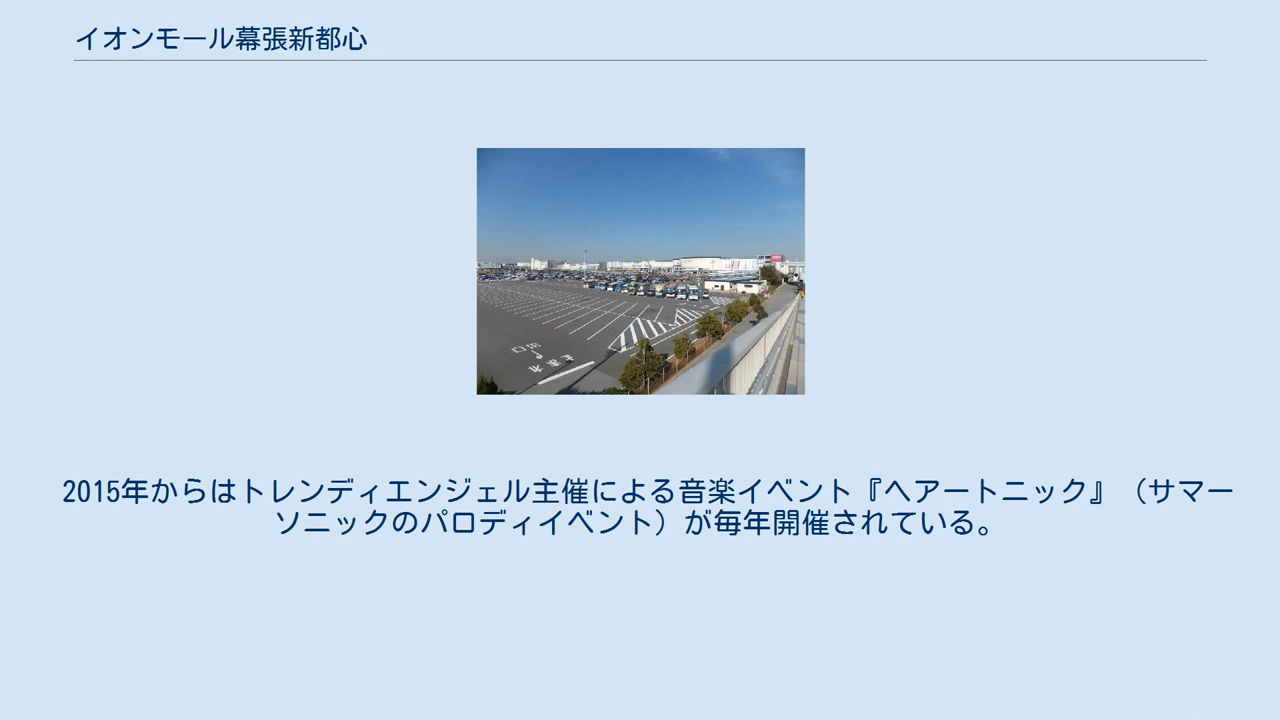 イオンモール幕張新都心
2015年からはトレンディエンジェル主催による音楽イベント『ヘアートニック』（サマー
ソニックのパロディイベント）が毎年開催されている。
出口